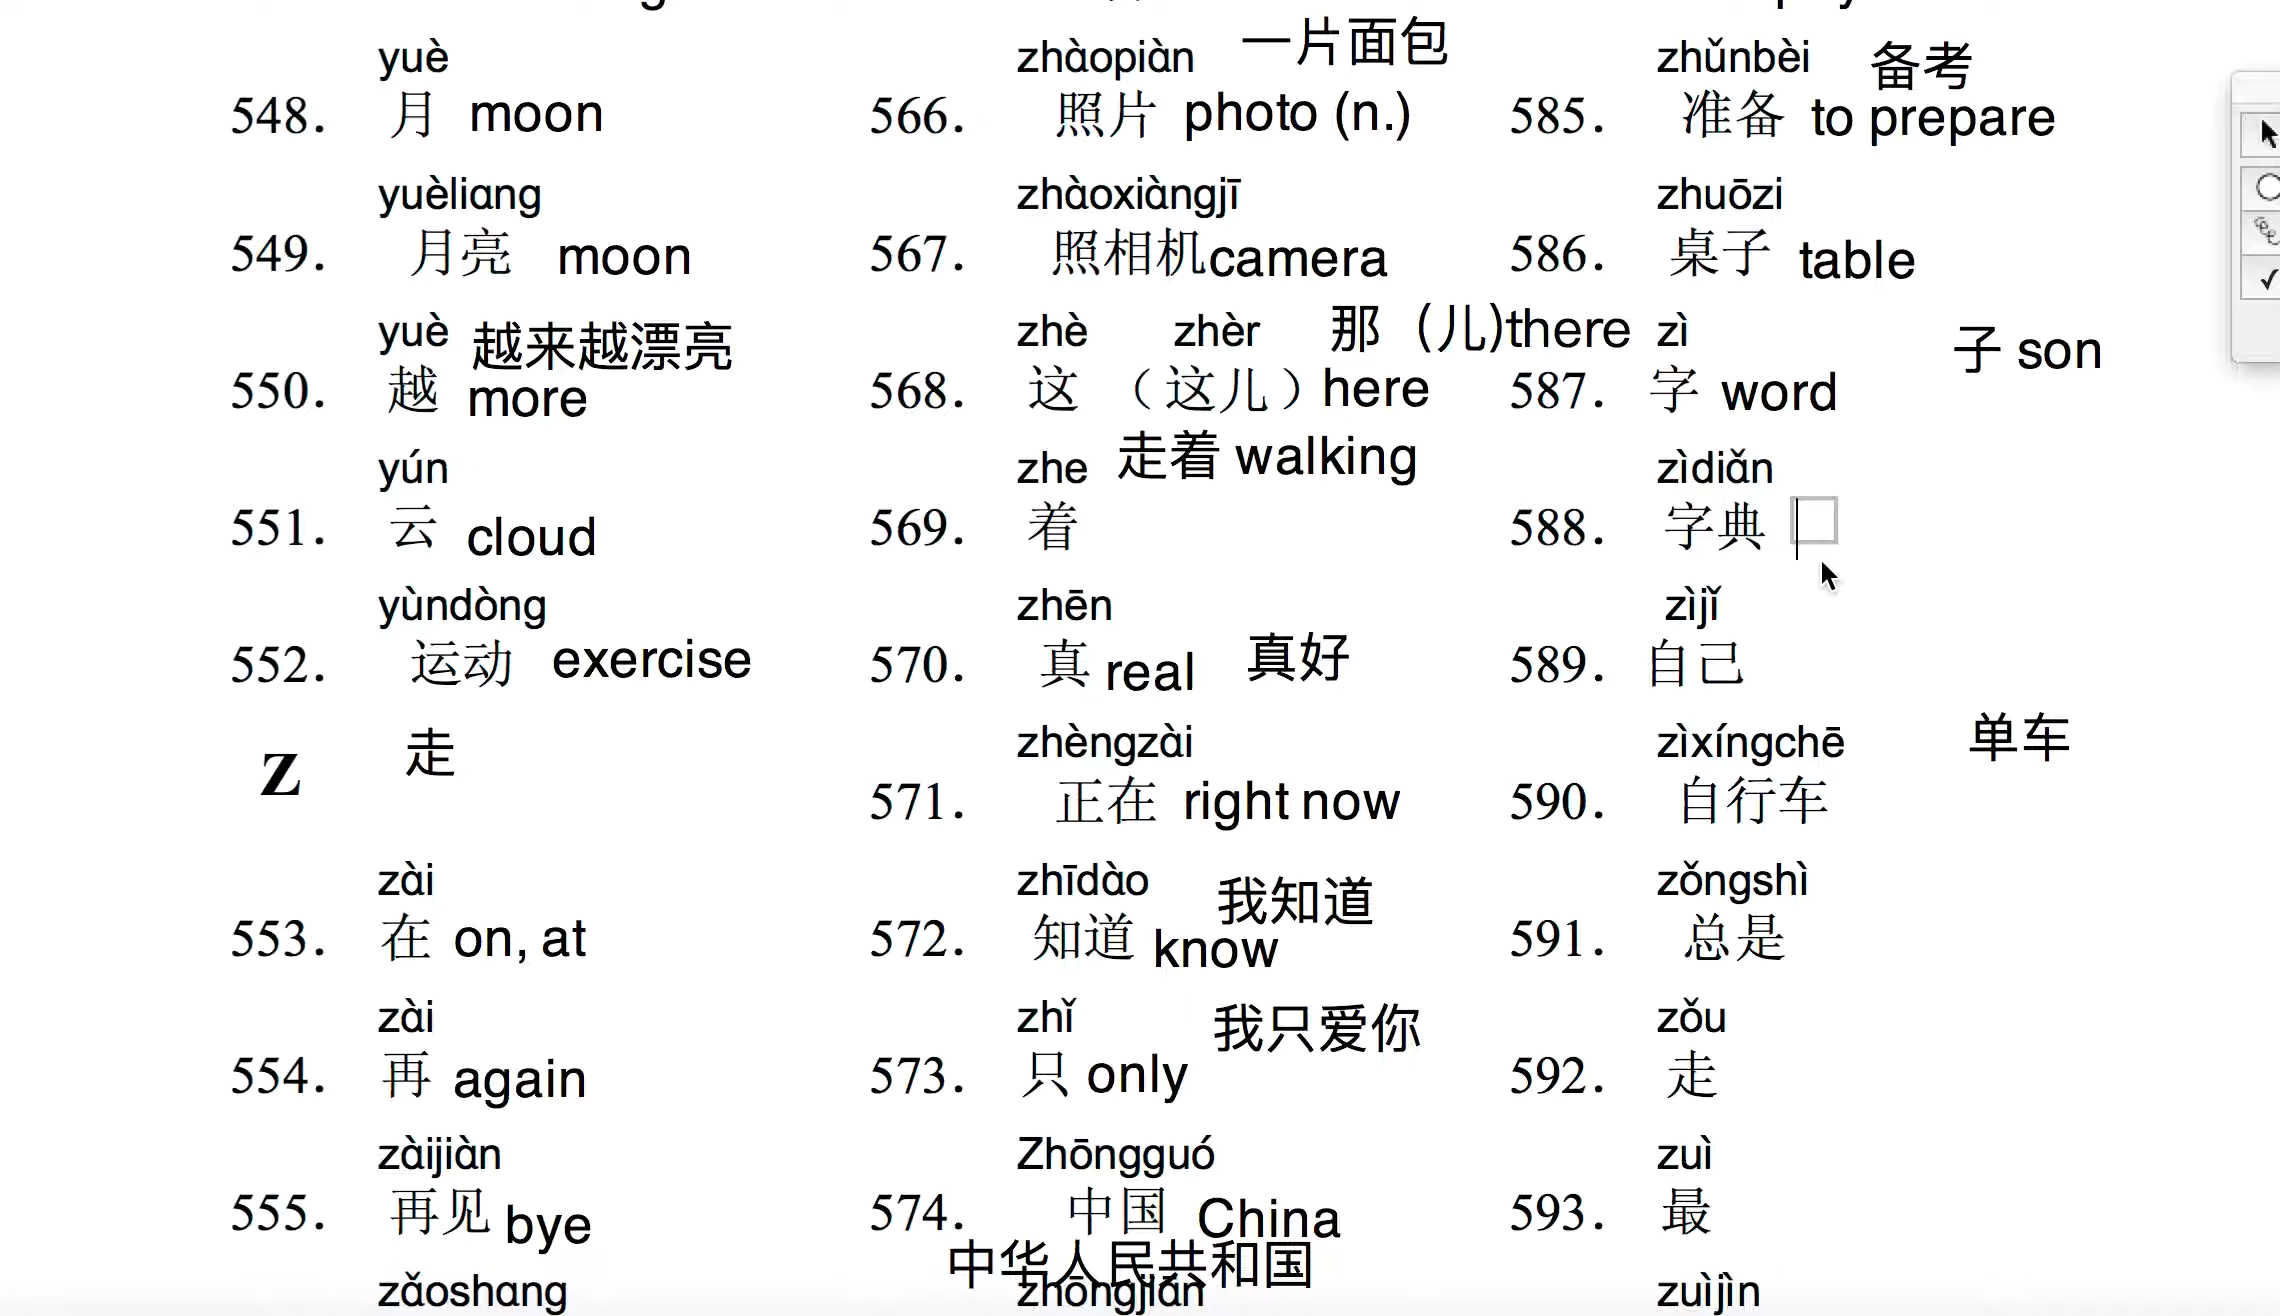 yuè
548. 月 moon
yuèliang
549. 月亮 moon
yuè 越来越漂亮
550. 越 more
yún
551. 云 cloud
yùndòng
552. 运动 exercise
Z 走
zài
553. 在 on, at
zài
554. 再 again
zàijiàn
555. 再见 bye
zǎoshang
zhàopiàn 一片面包
566. 照片 photo (n.)
zhàoxiàngjī
567. 照相机camera
zhè zhèr 那（儿)there
568. 这 （这儿）here
zhe 走着 walking
569. 着
zhēn
570. 真 real 真好
zhèngzài
571. 正在 right now
zhīdào 我知道
572. 知道 know
zhǐ 我只爱你
573. 只 only
Zhōngguó
574. 中国 China
中华人民共和国
zhōngjiān
zhǔnbèi 备考
585. 准备 to prepare
zhuōzi
586. 桌子 table
zì 子 son
587. 字 word
zìdiǎn
588. 字典
zìjǐ
589. 自己
zìxíngchē 单车
590. 自行车
zǒngshì
591. 总是
zǒu
592. 走
zuì
593. 最
zuìjìn